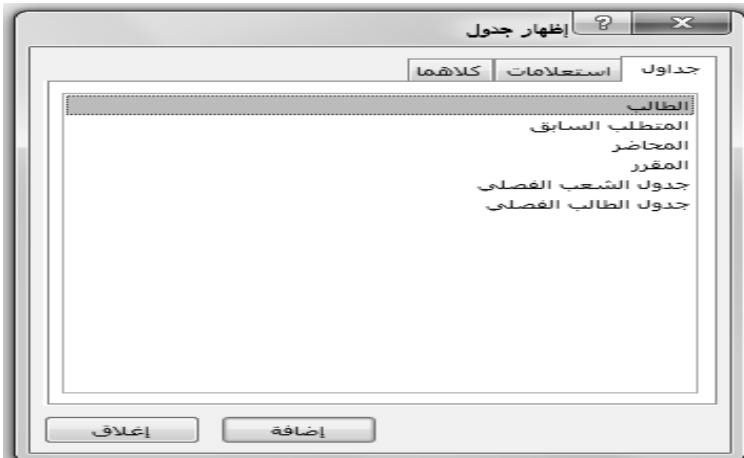 إظهار جدول
جداول استعلامات كلاهما
الطالب
المتطلب السابق
المحاضر
المقرر
جدول الشعب الفصلي
جدول الطالب الفصلي
إضافة إغلاق